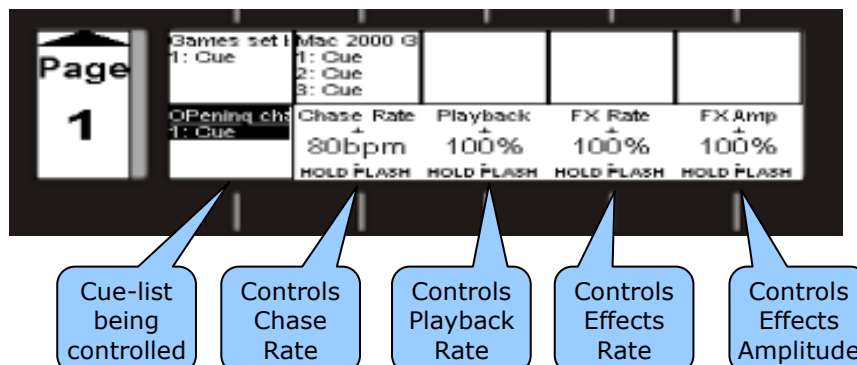 Page
1
Games set
1: Cue
Mac 2000 G
1: Cue
2: Cue
3: Cue
OPening cha
1: Cue
Chase Rate
+
80bpm
-
HOLD FLASH
Playback
+
100%
-
HOLD FLASH
FX Rate
+
100%
-
HOLD FLASH
FX Amp
+
100%
-
HOLD FLASH
Cue-list
being
controlled
Controls
Chase
Rate
Controls
Playback
Rate
Controls
Effects
Rate
Controls
Effects
Amplitude